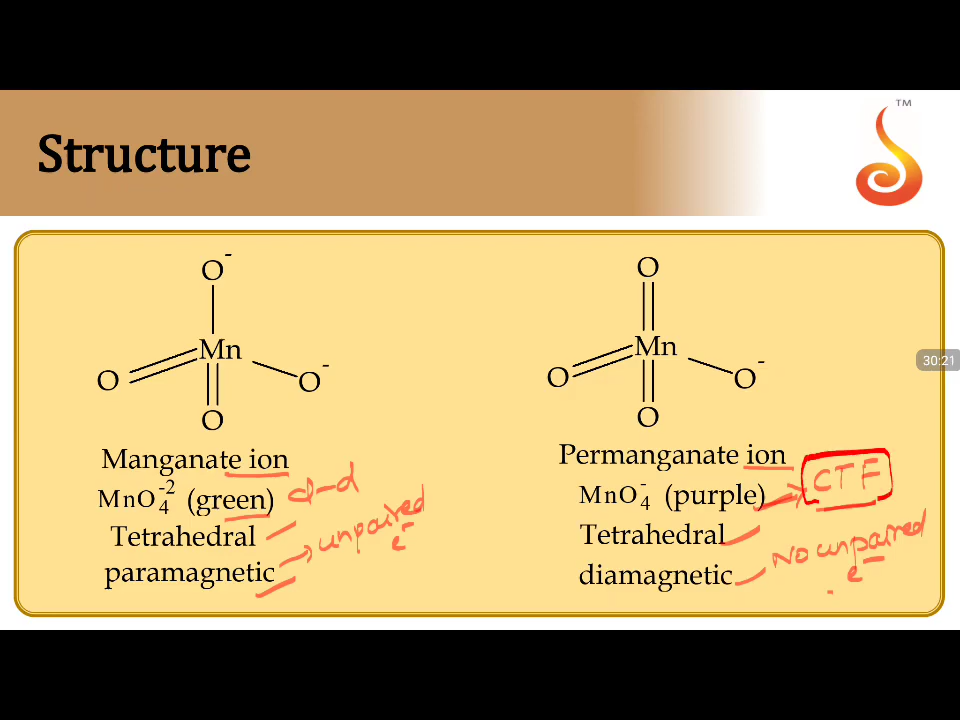 TM
Structure
O-
Mn
O
O-
O
Manganate ion
MnO4-2 (green) d-d
Tetrahedral
paramagnetic → unpaired e-
O
Mn
O
O-
O
Permanganate ion
MnO4- (purple) → CTF
Tetrahedral
diamagnetic No unpaired e-
30:21